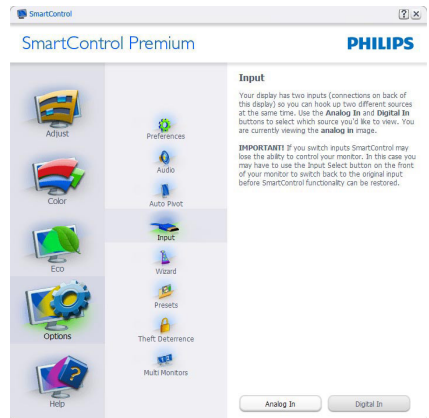 SmartControl
SmartControl Premium
PHILIPS
Adjust
Color
Eco
Options
Help
Preferences
Audio
Auto Pivot
Input
Wizard
Presets
Theft Deterrence
Multi Monitors
Input
Your display has two inputs (connections on back of
this display) so you can hook up two different sources
at the same time. Use the Analog In and Digital In
buttons to select which source you'd like to view. You
are currently viewing the analog in image.
IMPORTANT! If you switch inputs SmartControl may
lose the ability to control your monitor. In this case you
may have to use the Input Select button on the front
of your monitor to switch back to the original input
before SmartControl functionality can be restored.
Analog In
Digital In